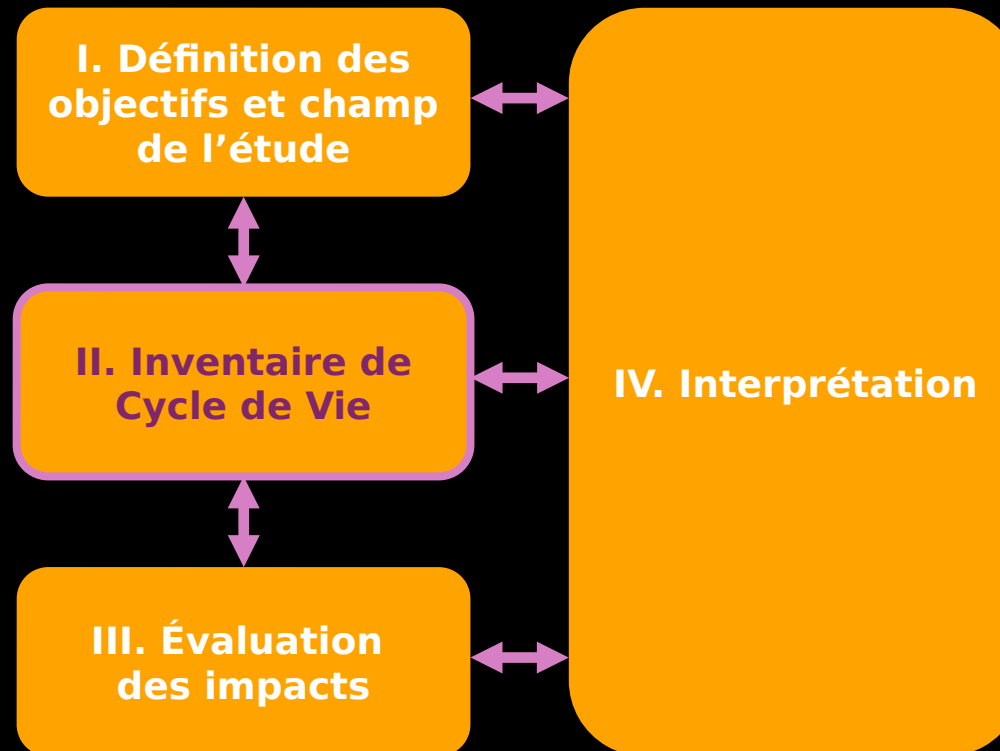 I. Définition des
objectifs et champ
de l’étude
II. Inventaire de
Cycle de Vie
III. Évaluation
des impacts
IV. Interprétation